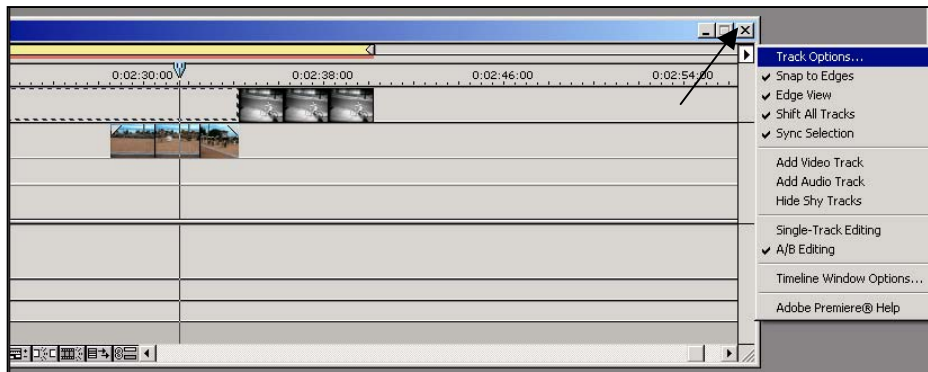 0:02:30:00 0:02:38:00 0:02:46:00 0:02:54:00
Track Options...
Snap to Edges
Edge View
Shift All Tracks
Sync Selection
Add Video Track
Add Audio Track
Hide Shy Tracks
Single-Track Editing
A/B Editing
Timeline Window Options...
Adobe Premiere® Help